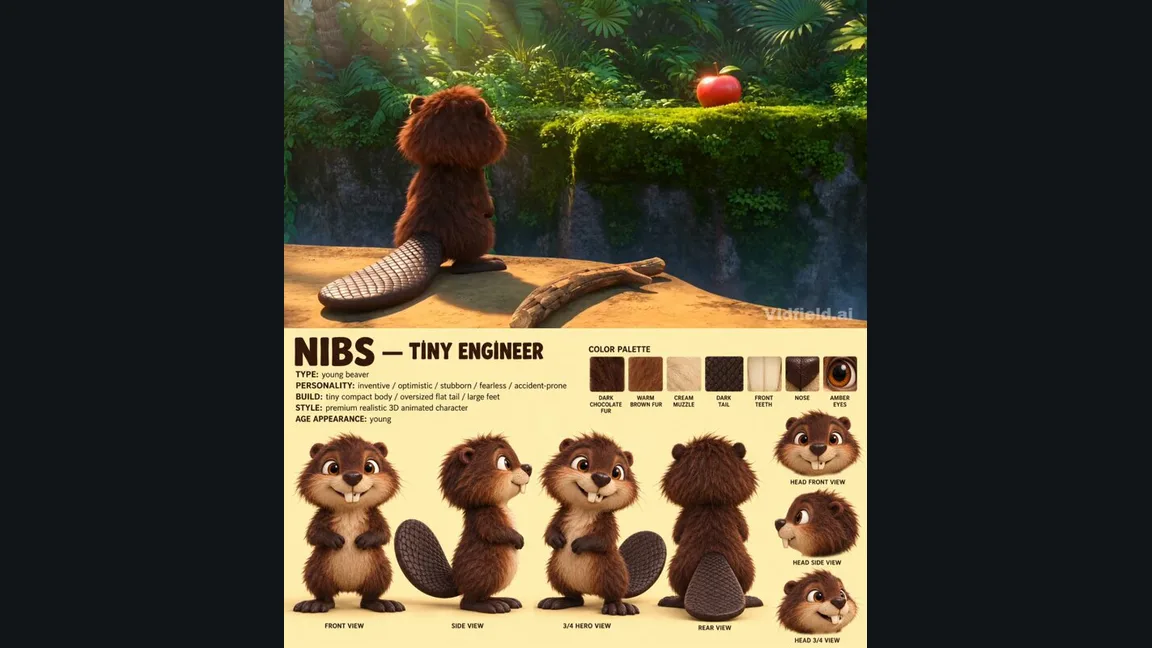 Vidfield.ai
NIBS — TINY ENGINEER
TYPE: young beaver
PERSONALITY: inventive / optimistic / stubborn / fearless / accident-prone
BUILD: tiny compact body / oversized flat tail / large feet
STYLE: premium realistic 3D animated character
AGE APPEARANCE: young
COLOR PALETTE
DARK CHOCOLATE FUR
WARM BROWN FUR
CREAM MUZZLE
DARK TAIL
FRONT TEETH
NOSE
AMBER EYES
HEAD FRONT VIEW
HEAD SIDE VIEW
FRONT VIEW
SIDE VIEW
3/4 HERO VIEW
REAR VIEW
HEAD 3/4 VIEW